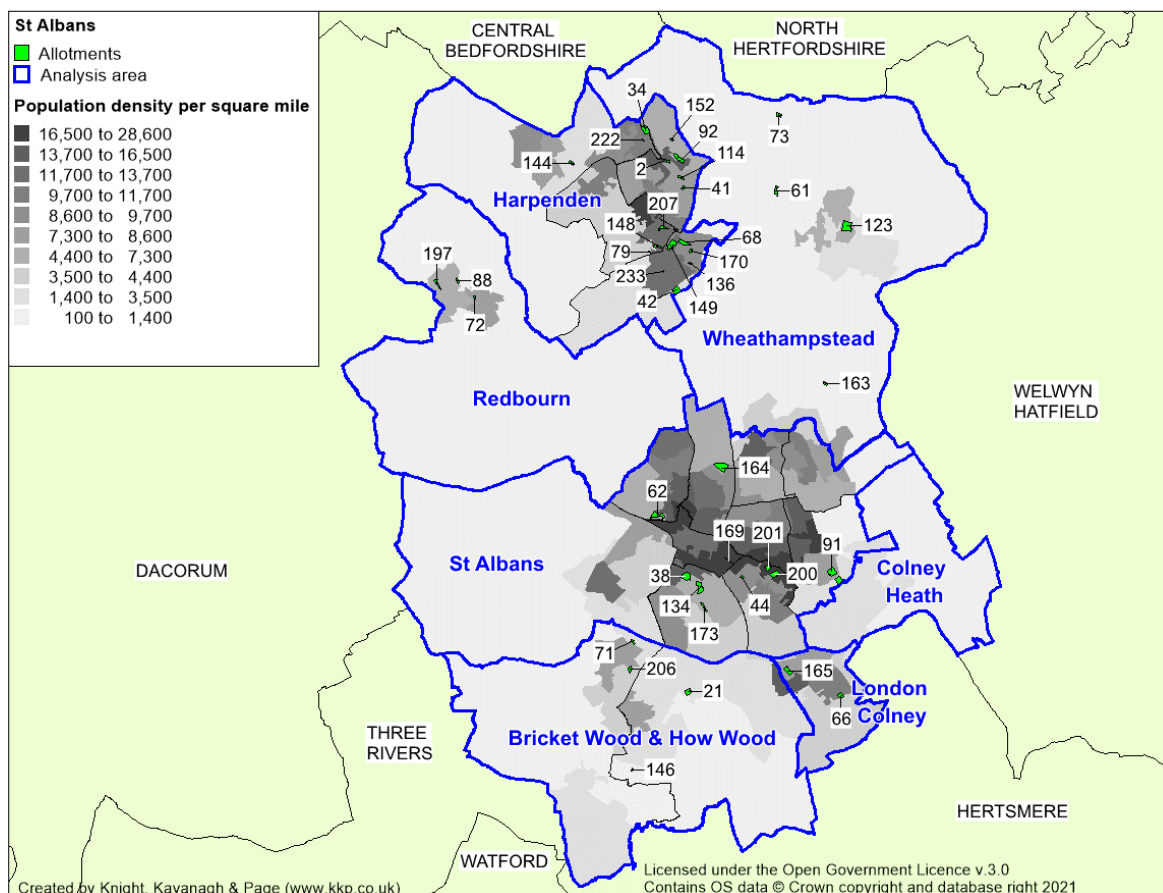 St Albans
Allotments
Analysis area
Population density per square mile
16,500 to 28,600
13,700 to 16,500
11,700 to 13,700
9,700 to 11,700
8,600 to 9,700
7,300 to 8,600
4,400 to 7,300
3,500 to 4,400
1,400 to 3,500
100 to 1,400
CENTRAL
BEDFORDSHIRE
NORTH
HERTFORDSHIRE
34
152
73
222
92
144
114
2
41
61
Harpenden
207
148
68
123
79
170
197
88
233
136
42
149
72
Wheathampstead
163
Redbourn
WELWYN
HATFIELD
164
62
169
201
91
St Albans
DACORUM
38
200
Colney
Heath
134
44
173
71
206
165
21
London
Colney
66
THREE
RIVERS
Bricket Wood & How Wood
146
HERTSMERE
WATFORD
Licensed under the Open Government Licence v.3.0
Created by Knight, Kavanagh & Page (www.kkp.co.uk)
Contains OS data © Crown copyright and database right 2021